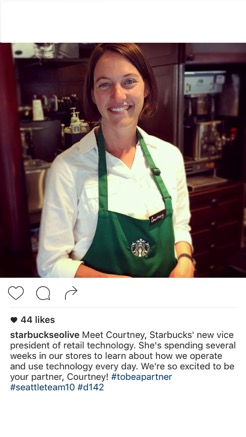 Courtney
44 likes
starbuckseolive Meet Courtney, Starbucks' new vice
president of retail technology. She's spending several
weeks in our stores to learn about how we operate
and use technology every day. We're so excited to be
your partner, Courtney! #tobeapartner
#seattleteam10 #d142